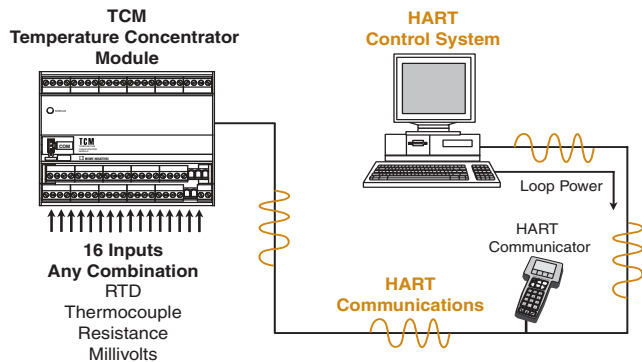 TCM
Temperature Concentrator
Module
HART
Control System
COM
TCM
Loop Power
HART
Communicator
16 Inputs
Any Combination
RTD
Thermocouple
Resistance
Millivolts
HART
Communications